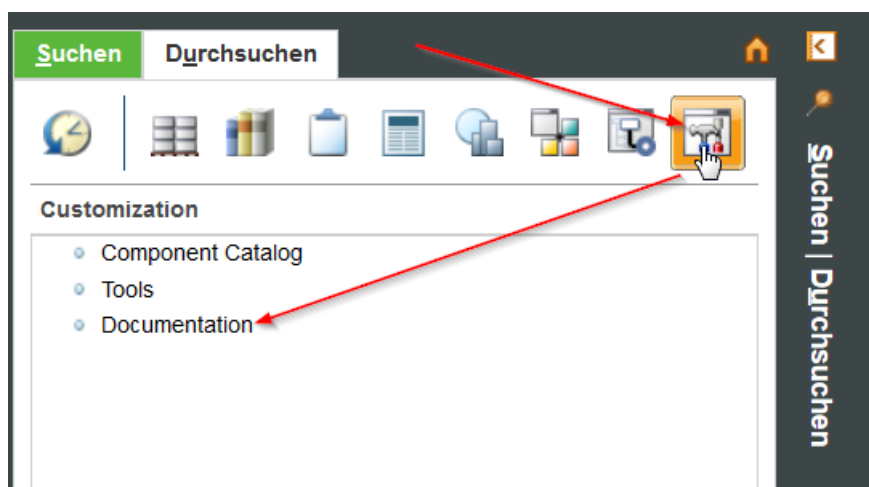 Suchen Durchsuchen
Customization
Component Catalog
Tools
Documentation
Suchen | Durchsuchen